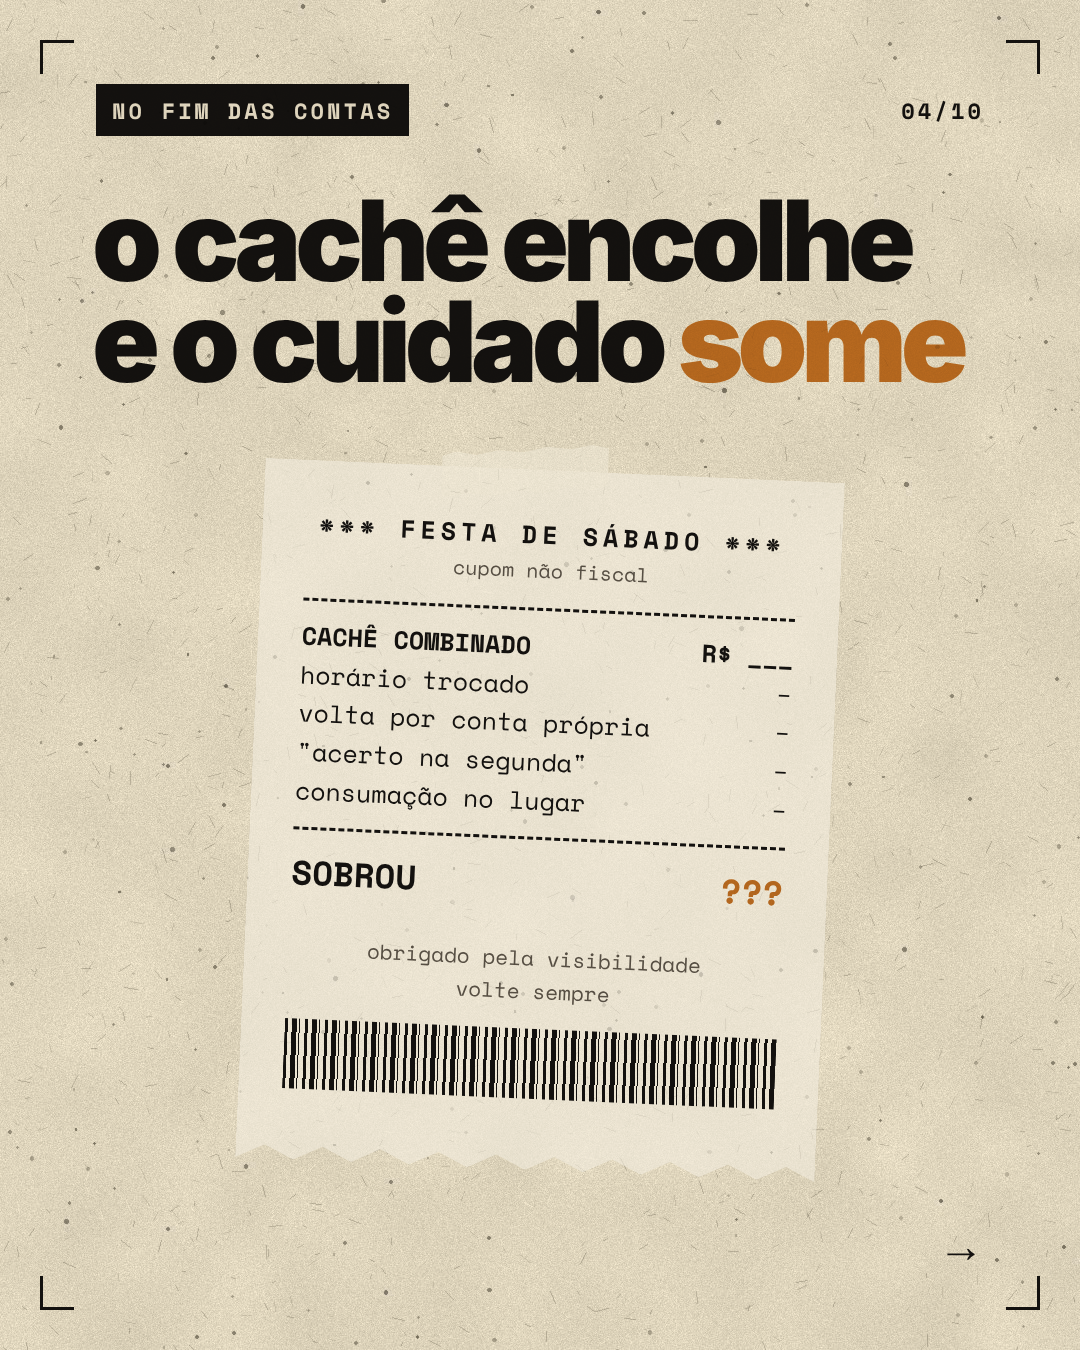 NO FIM DAS CONTAS
04/10
o cachê encolhe
e o cuidado some
*** FESTA DE SÁBADO ***
cupom não fiscal
CACHÊ COMBINADO R$ ___
horário trocado –
volta por conta própria –
"acerto na segunda" –
consumação no lugar –
SOBROU ???
obrigado pela visibilidade
volte sempre
→